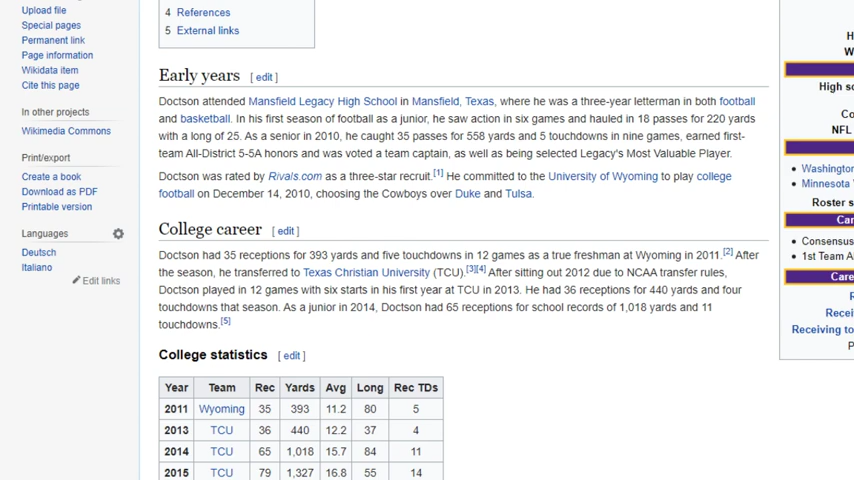 Upload file
Special pages
Permanent link
Page information
Wikidata item
Cite this page
In other projects
Wikimedia Commons
Print/export
Create a book
Download as PDF
Printable version
Languages
Deutsch
Italiano
Edit links
4 References
5 External links
Early years [ edit ]
Doctson attended Mansfield Legacy High School in Mansfield, Texas, where he was a three-year letterman in both football
and basketball. In his first season of football as a junior, he saw action in six games and hauled in 18 passes for 220 yards
with a long of 25. As a senior in 2010, he caught 35 passes for 558 yards and 5 touchdowns in nine games, earned first-
team All-District 5-5A honors and was voted a team captain, as well as being selected Legacy's Most Valuable Player.
Doctson was rated by Rivals.com as a three-star recruit.[1] He committed to the University of Wyoming to play college
football on December 14, 2010, choosing the Cowboys over Duke and Tulsa.
College career [ edit ]
Doctson had 35 receptions for 393 yards and five touchdowns in 12 games as a true freshman at Wyoming in 2011.[2] After
the season, he transferred to Texas Christian University (TCU).[3][4] After sitting out 2012 due to NCAA transfer rules,
Doctson played in 12 games with six starts in his first year at TCU in 2013. He had 36 receptions for 440 yards and four
touchdowns that season. As a junior in 2014, Doctson had 65 receptions for school records of 1,018 yards and 11
touchdowns.[5]
College statistics [ edit ]
Year Team Rec Yards Avg Long Rec TDs
2011 Wyoming 35 393 11.2 80 5
2013 TCU 36 440 12.2 37 4
2014 TCU 65 1,018 15.7 84 11
2015 TCU 79 1,327 16.8 55 14
H
W
High sc
Co
NFL
Washington
Minnesota
Roster s
Car
Consensus
1st Team A
Caree
R
Recei
Receiving to
P